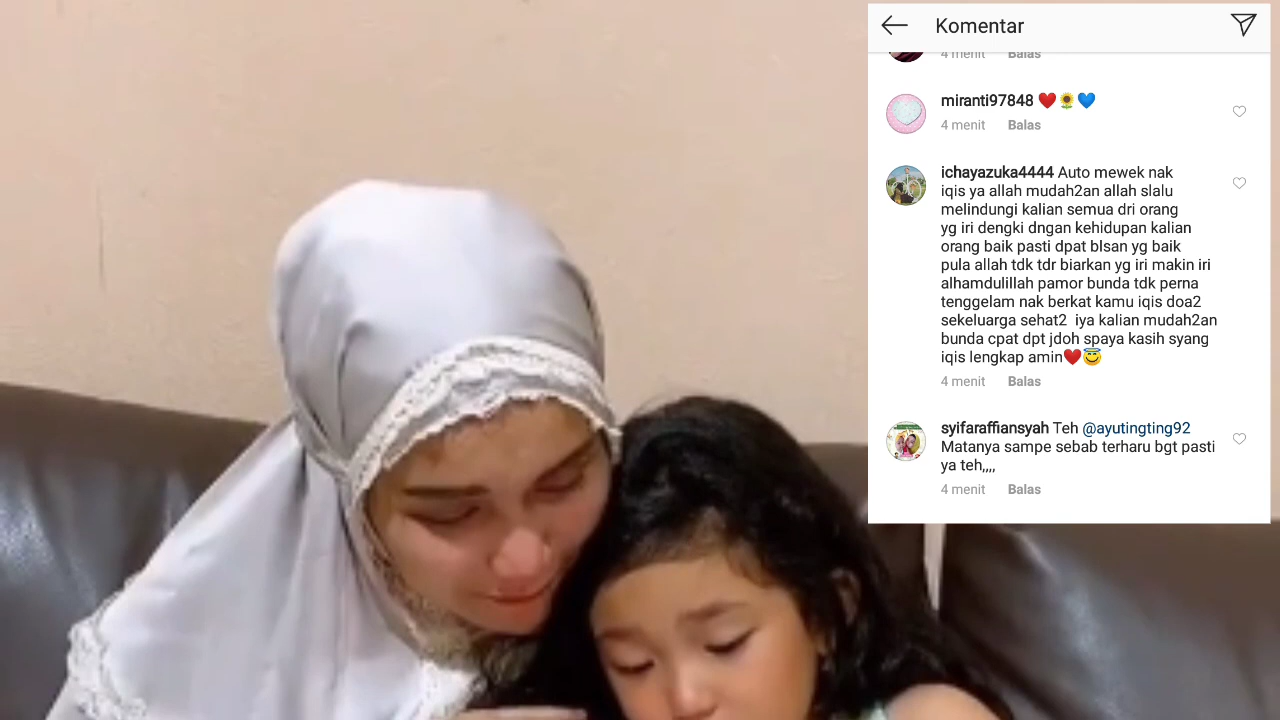 Komentar
4 menit Balas
miranti97848 ❤️🌻💙
4 menit Balas
ichayazuka4444 Auto mewek nak
iqis ya allah mudah2an allah slalu
melindungi kalian semua dri orang
yg iri dengki dngan kehidupan kalian
orang baik pasti dpat blsan yg baik
pula allah tdk tdr biarkan yg iri makin iri
alhamdulillah pamor bunda tdk perna
tenggelam nak berkat kamu iqis doa2
sekeluarga sehat2 iya kalian mudah2an
bunda cpat dpt jdoh spaya kasih syang
iqis lengkap amin❤️😇
4 menit Balas
syifaraffiansyah Teh @ayutingting92
Matanya sampe sebab terharu bgt pasti
ya teh,,,,
4 menit Balas